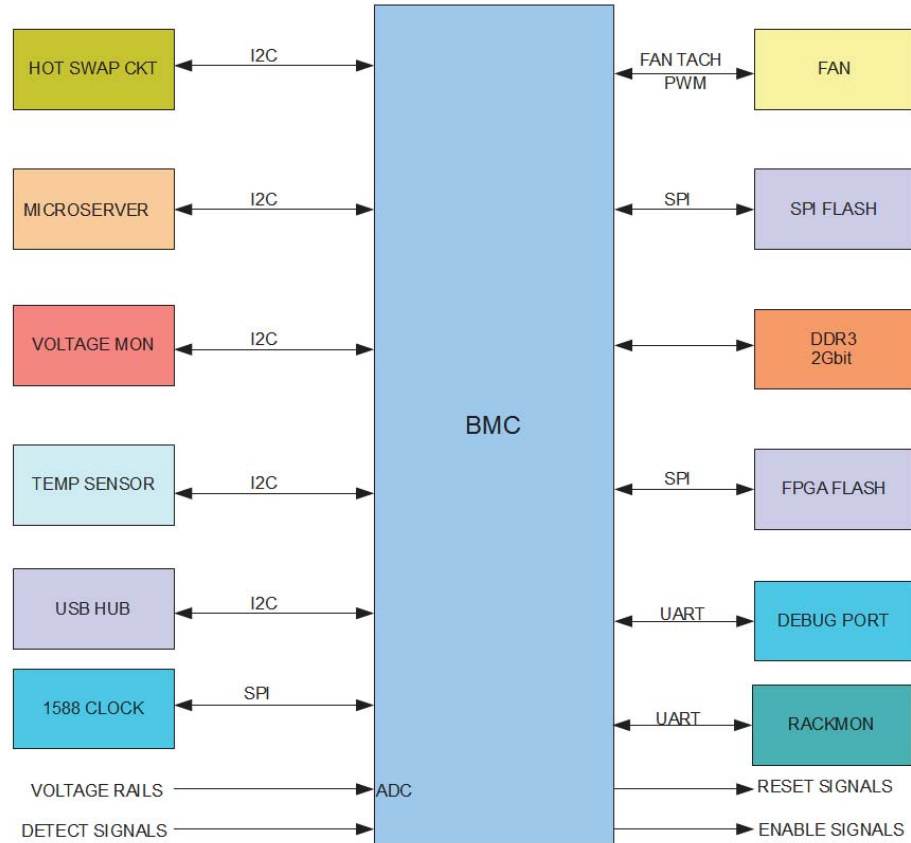 HOT SWAP CKT
I2C
FAN TACH
PWM
FAN
MICROSERVER
I2C
SPI
SPI FLASH
VOLTAGE MON
I2C
DDR3
2Gbit
BMC
TEMP SENSOR
I2C
SPI
FPGA FLASH
USB HUB
I2C
UART
DEBUG PORT
1588 CLOCK
SPI
UART
RACKMON
VOLTAGE RAILS
ADC
RESET SIGNALS
DETECT SIGNALS
ENABLE SIGNALS